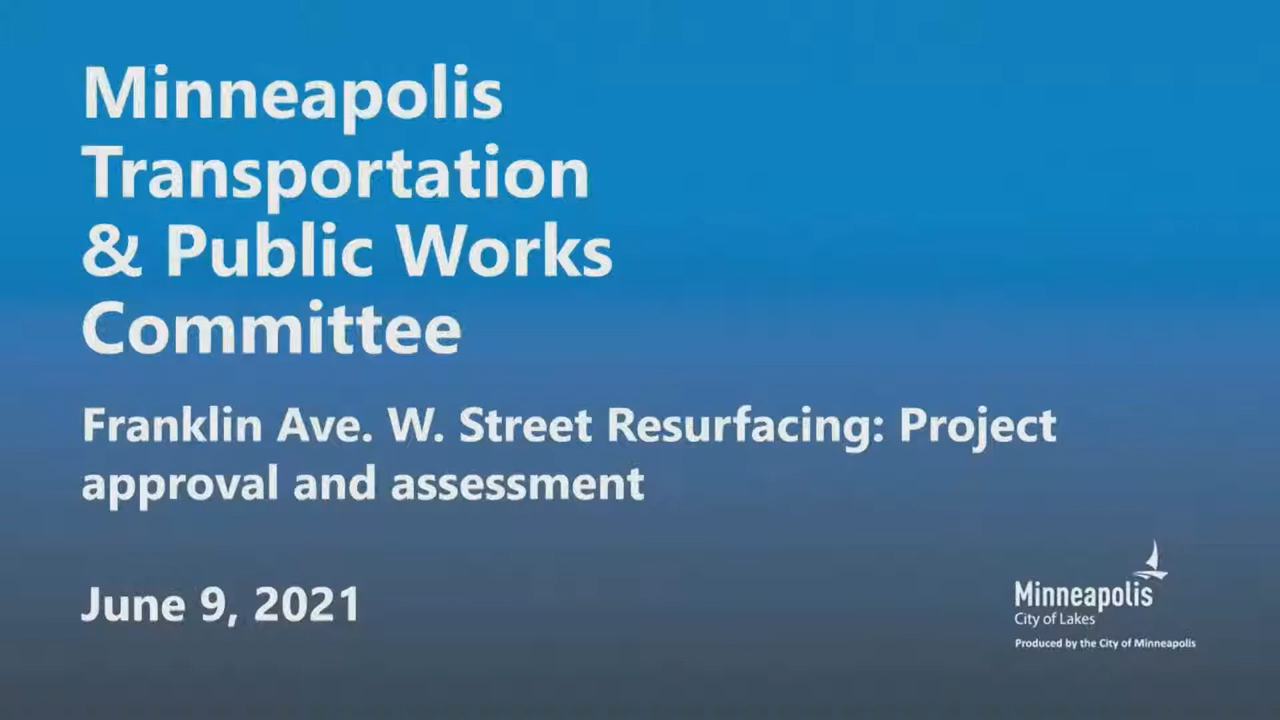 Minneapolis
Transportation
& Public Works
Committee
Franklin Ave. W. Street Resurfacing: Project
approval and assessment
June 9, 2021
Minneapolis
City of Lakes
Produced by the City of Minneapolis